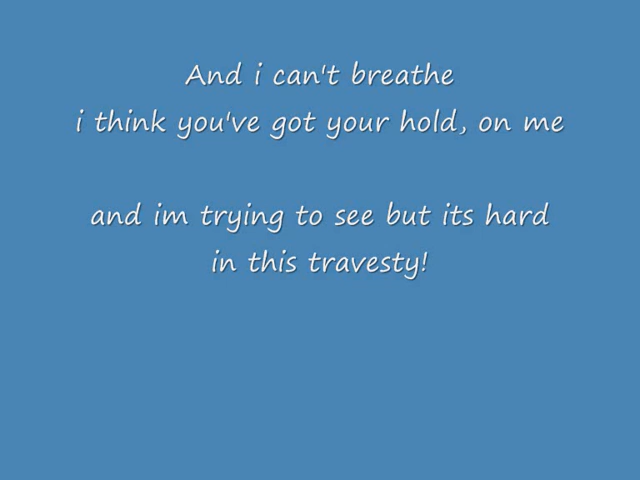 And i can't breathe
i think you've got your hold, on me
and im trying to see but its hard
in this travesty!